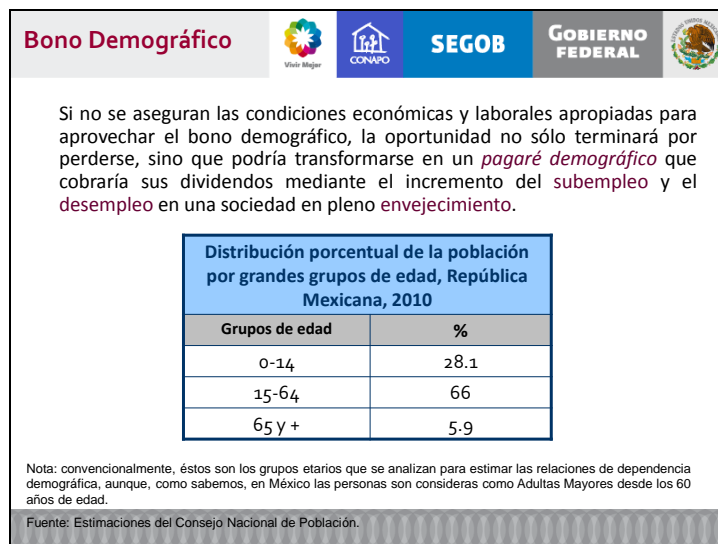 Bono Demográfico
Vivir Mejor
CONAPO
SEGOB
GOBIERNO
FEDERAL
Si no se aseguran las condiciones económicas y laborales apropiadas para
aprovechar el bono demográfico, la oportunidad no sólo terminará por
perderse, sino que podría transformarse en un pagaré demográfico que
cobraría sus dividendos mediante el incremento del subempleo y el
desempleo en una sociedad en pleno envejecimiento.
Distribución porcentual de la población
por grandes grupos de edad, República
Mexicana, 2010
Grupos de edad %
0-14 28.1
15-64 66
65 y + 5.9
Nota: convencionalmente, éstos son los grupos etarios que se analizan para estimar las relaciones de dependencia
demográfica, aunque, como sabemos, en México las personas son consideras como Adultas Mayores desde los 60
años de edad.
Fuente: Estimaciones del Consejo Nacional de Población.